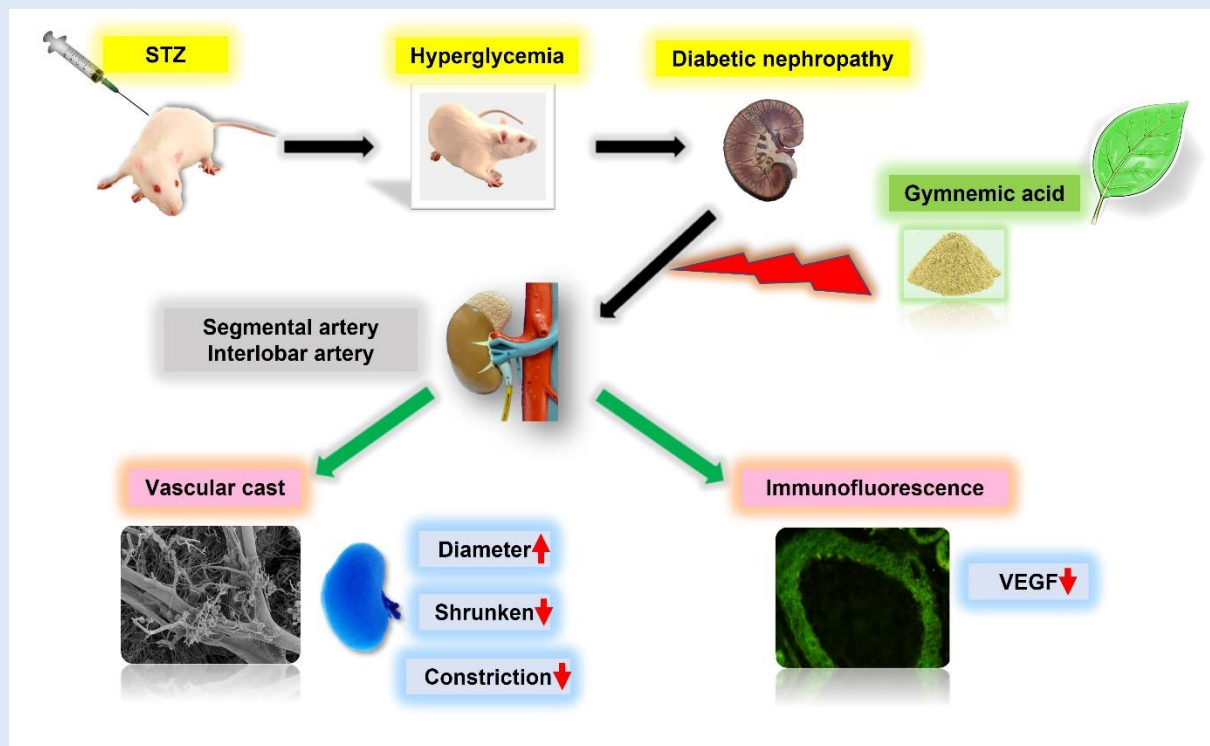 STZ
Hyperglycemia
Diabetic nephropathy
Gymnemic acid
Segmental artery
Interlobar artery
Vascular cast
Immunofluorescence
Diameter
Shrunken
Constriction
VEGF